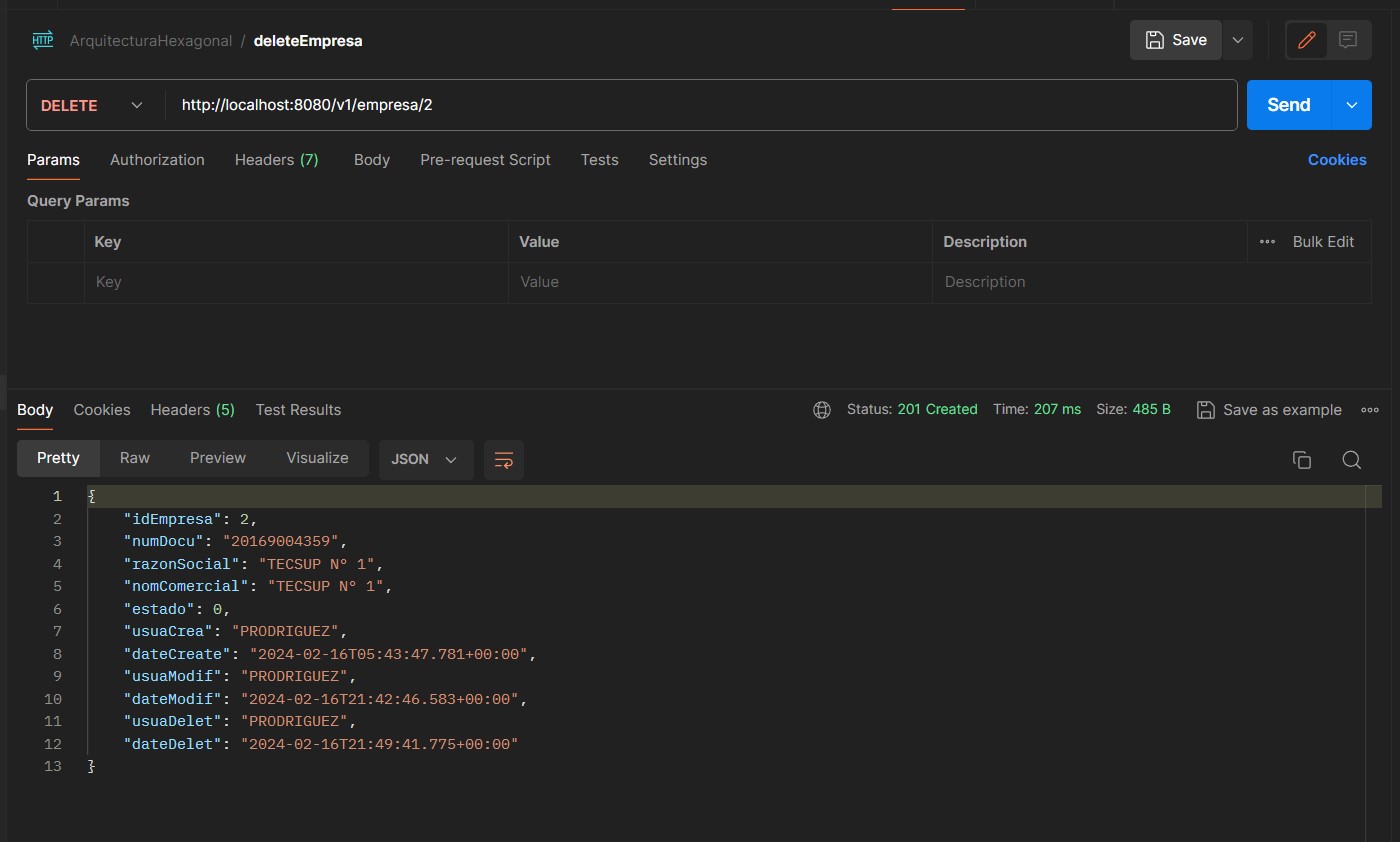 HTTP ArquitecturaHexagonal / deleteEmpresa Save
DELETE http://localhost:8080/v1/empresa/2 Send
Params Authorization Headers (7) Body Pre-request Script Tests Settings Cookies
Query Params
Key Value Description ••• Bulk Edit
Key Value Description
Body Cookies Headers (5) Test Results Status: 201 Created Time: 207 ms Size: 485 B Save as example
Pretty Raw Preview Visualize JSON
1 {
2 "idEmpresa": 2,
3 "numDocu": "20169004359",
4 "razonSocial": "TECSUP N° 1",
5 "nomComercial": "TECSUP N° 1",
6 "estado": 0,
7 "usuaCrea": "PRODRIGUEZ",
8 "dateCreate": "2024-02-16T05:43:47.781+00:00",
9 "usuaModif": "PRODRIGUEZ",
10 "dateModif": "2024-02-16T21:42:46.583+00:00",
11 "usuaDelet": "PRODRIGUEZ",
12 "dateDelet": "2024-02-16T21:49:41.775+00:00"
13 }